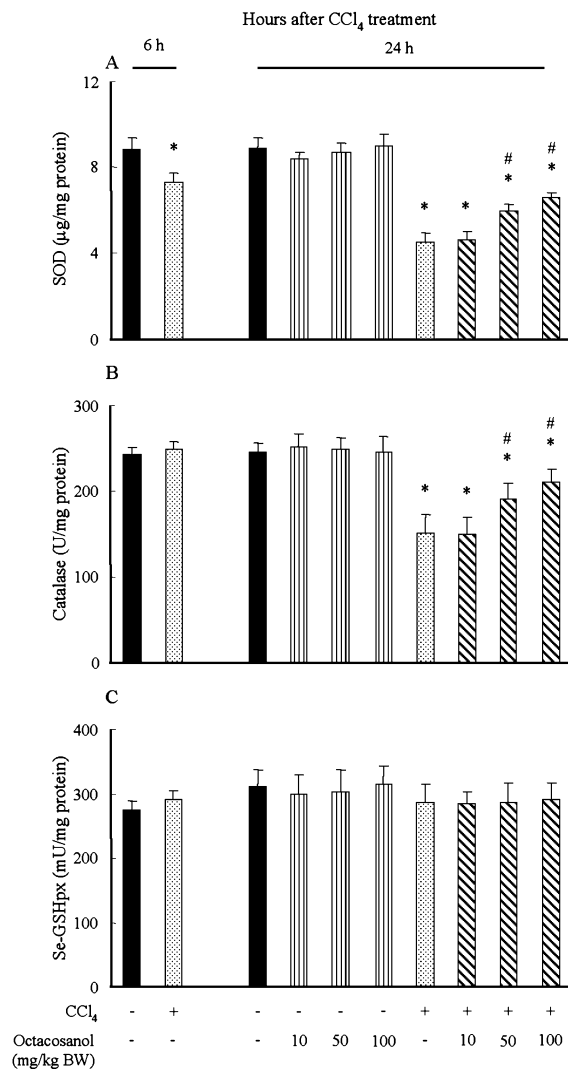 Hours after CCl4 treatment
6 h 24 h
A
12
8
4
0
SOD (μg/mg protein)
*
* * * *
# #
B
300
200
100
0
Catalase (U/mg protein)
* * * *
# #
C
400
300
200
100
0
Se-GSHpx (mU/mg protein)
CCl4 - + - - - - + + + +
Octacosanol - - - 10 50 100 - 10 50 100
(mg/kg BW)